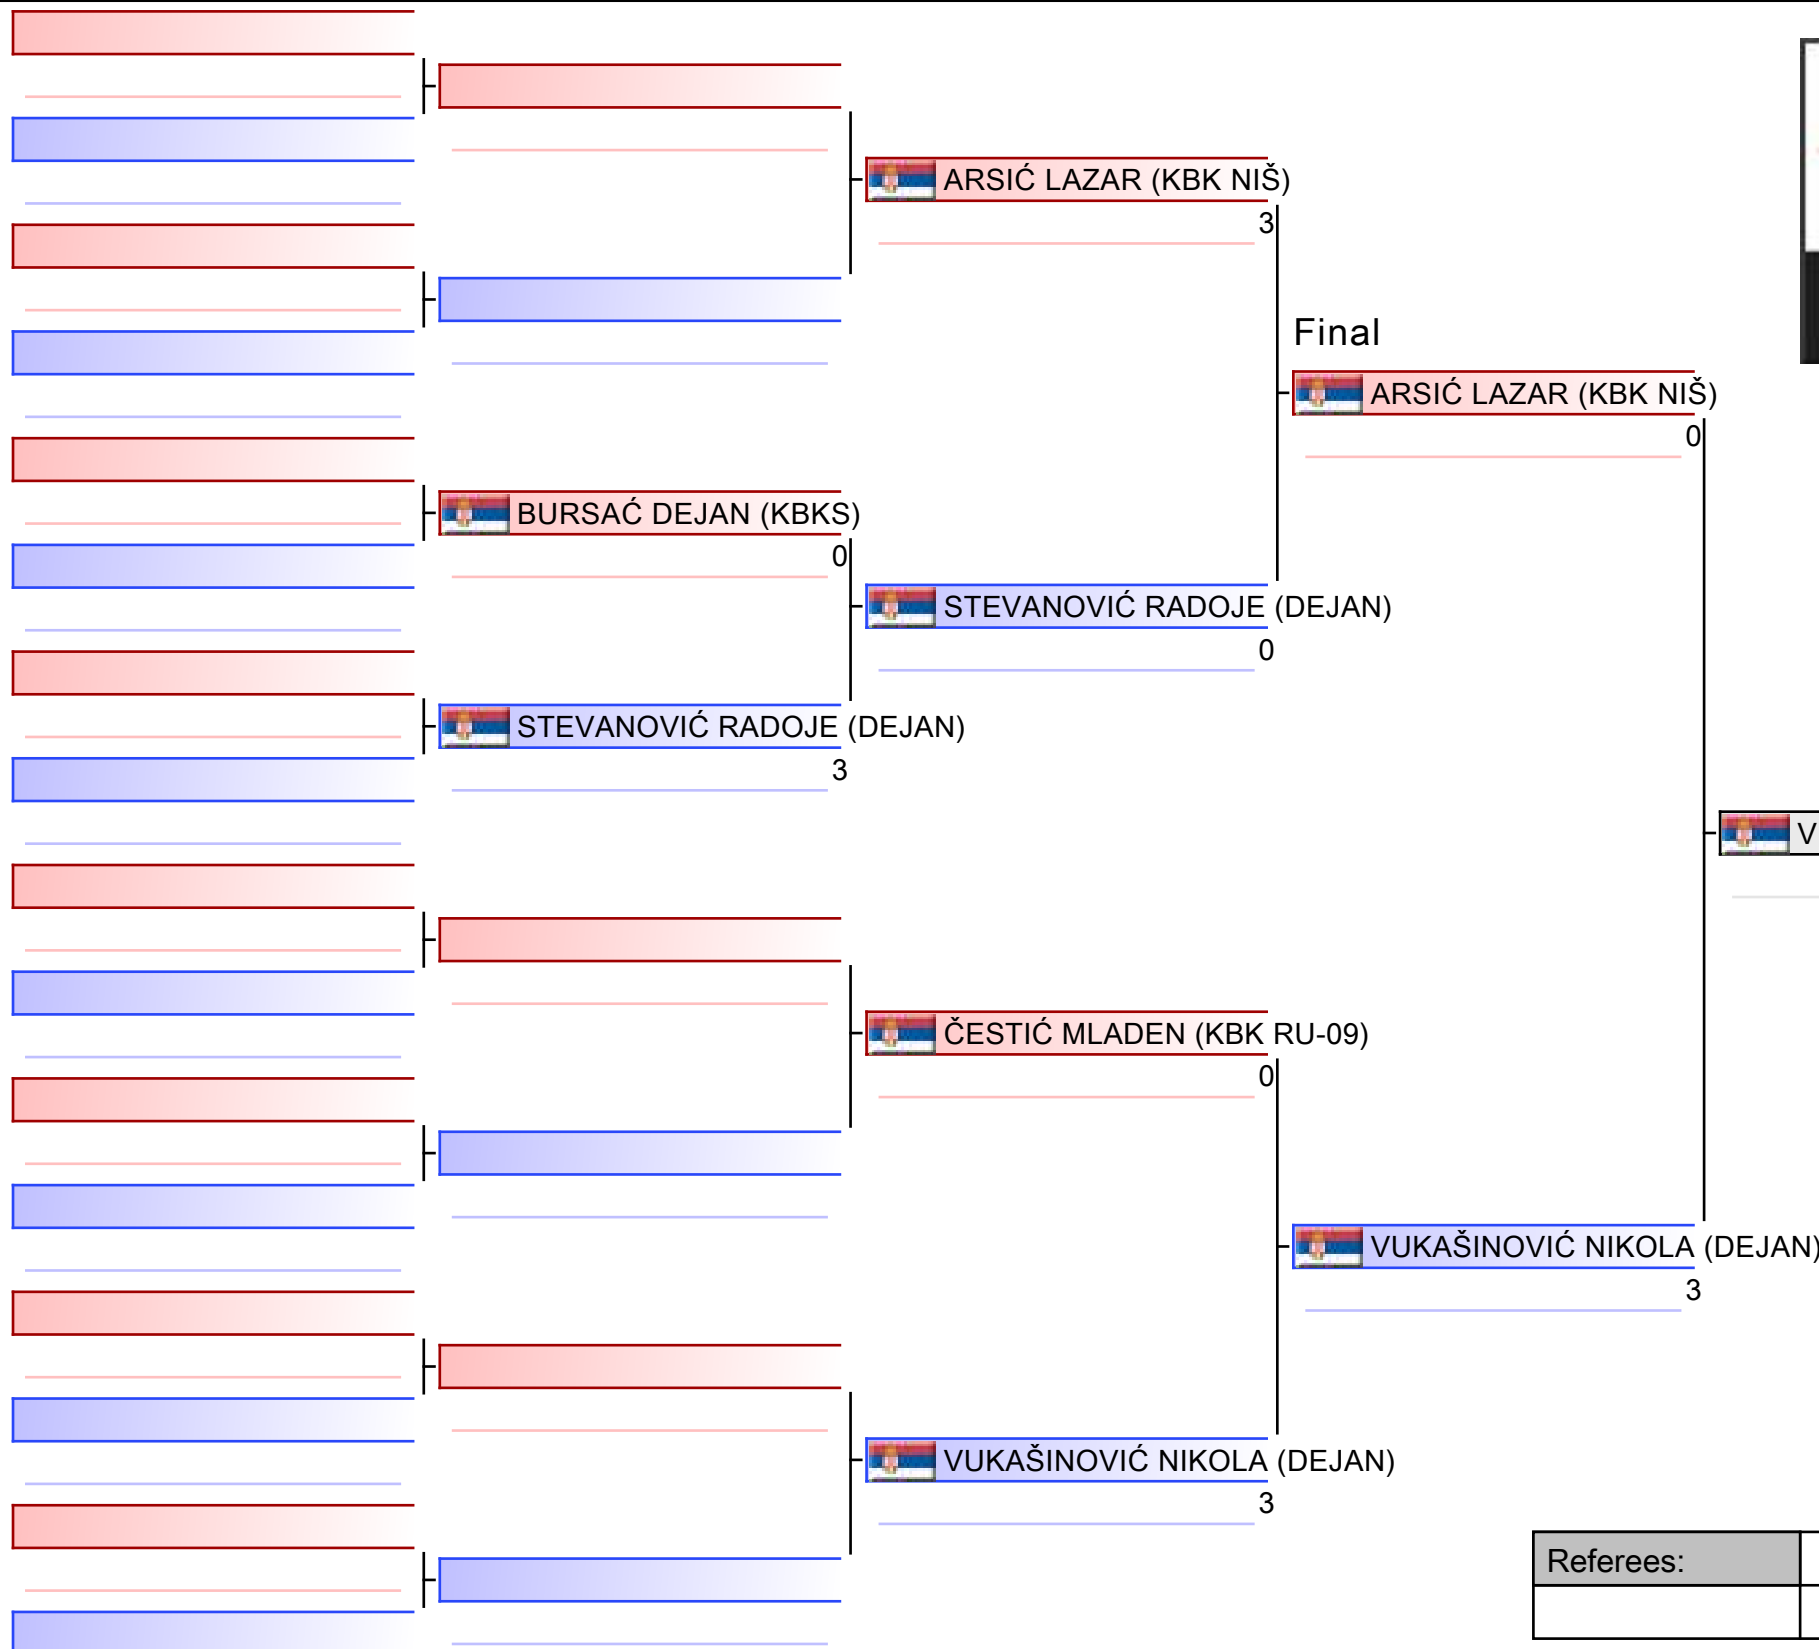 ARSIĆ LAZAR (KBK NIŠ)
3
Final
ARSIĆ LAZAR (KBK NIŠ)
0
BURSAĆ DEJAN (KBKS)
0
STEVANOVIĆ RADOJE (DEJAN)
0
STEVANOVIĆ RADOJE (DEJAN)
3
V
ČESTIĆ MLADEN (KBK RU-09)
0
VUKAŠINOVIĆ NIKOLA (DEJAN)
3
VUKAŠINOVIĆ NIKOLA (DEJAN)
3
Referees: